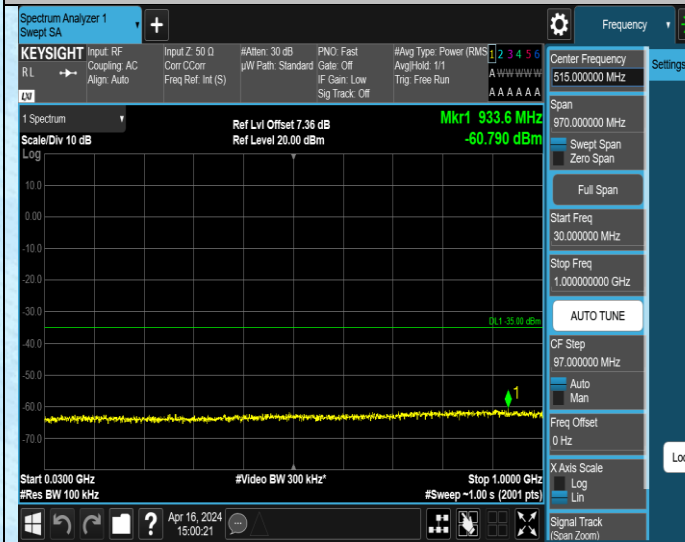 Spectrum Analyzer 1
Swept SA
Frequency
KEYSIGHT
RL
LXI
Input: RF
Coupling: AC
Align: Auto
Input Z: 50 Ω
Corr CCorr
Freq Ref: Int (S)
#Atten: 30 dB
µW Path: Standard
PNO: Fast
Gate: Off
IF Gain: Low
Sig Track: Off
#Avg Type: Power (RMS
Avg|Hold: 1/1
Trig: Free Run
1 2 3 4 5 6
A W W W W W
A A A A A A
1 Spectrum
Scale/Div 10 dB
Log
Ref Lvl Offset 7.36 dB
Ref Level 20.00 dBm
Mkr1 933.6 MHz
-60.790 dBm
10.0
0.00
-10.0
-20.0
-30.0
-40.0
-50.0
-60.0
-70.0
DL1 -35.00 dBm
1
Start 0.0300 GHz
#Res BW 100 kHz
#Video BW 300 kHz*
Stop 1.0000 GHz
#Sweep ~1.00 s (2001 pts)
Apr 16, 2024
15:00:21
Center Frequency
515.000000 MHz
Settings
Span
970.000000 MHz
Swept Span
Zero Span
Full Span
Start Freq
30.000000 MHz
Stop Freq
1.000000000 GHz
AUTO TUNE
CF Step
97.000000 MHz
Auto
Man
Freq Offset
0 Hz
Loc
X Axis Scale
Log
Lin
Signal Track
(Span Zoom)